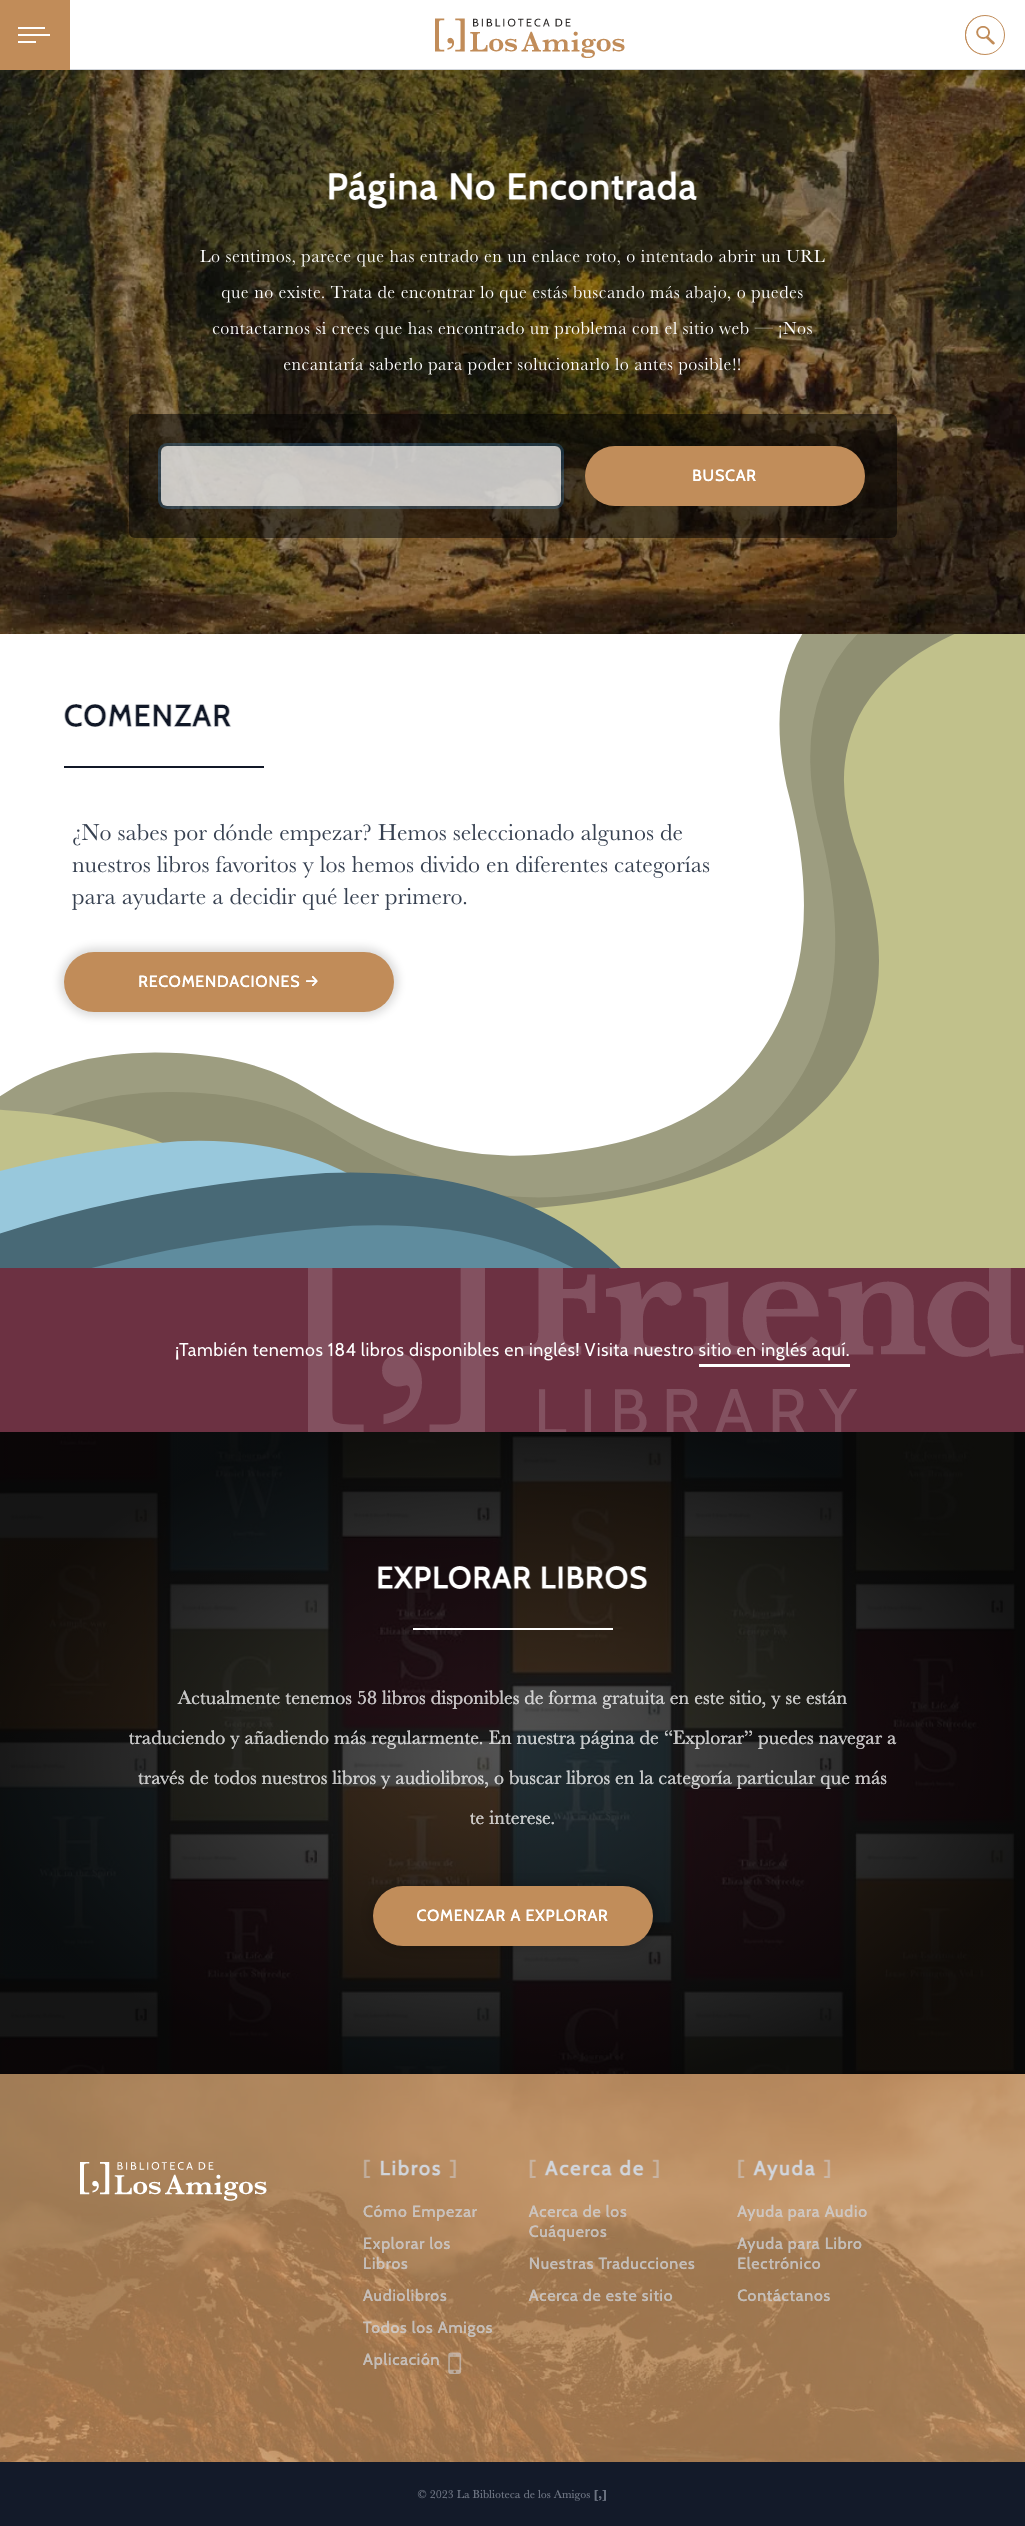 BIBLIOTECA DE
Los Amigos
Página No Encontrada
Lo sentimos, parece que has entrado en un enlace roto, o intentado abrir un URL
que no existe. Trata de encontrar lo que estás buscando más abajo, o puedes
contactarnos si crees que has encontrado un problema con el sitio web — ¡Nos
encantaría saberlo para poder solucionarlo lo antes posible!!
BUSCAR
COMENZAR
¿No sabes por dónde empezar? Hemos seleccionado algunos de
nuestros libros favoritos y los hemos divido en diferentes categorías
para ayudarte a decidir qué leer primero.
RECOMENDACIONES →
Friend
¡También tenemos 184 libros disponibles en inglés! Visita nuestro sitio en inglés aquí.
LIBRARY
EXPLORAR LIBROS
Actualmente tenemos 58 libros disponibles de forma gratuita en este sitio, y se están
traduciendo y añadiendo más regularmente. En nuestra página de “Explorar” puedes navegar a
través de todos nuestros libros y audiolibros, o buscar libros en la categoría particular que más
te interese.
COMENZAR A EXPLORAR
BIBLIOTECA DE
Los Amigos
[ Libros ]
Cómo Empezar
Explorar los
Libros
Audiolibros
Todos los Amigos
Aplicación
[ Acerca de ]
Acerca de los
Cuáqueros
Nuestras Traducciones
Acerca de este sitio
[ Ayuda ]
Ayuda para Audio
Ayuda para Libro
Electrónico
Contáctanos
© 2023 La Biblioteca de los Amigos [,]